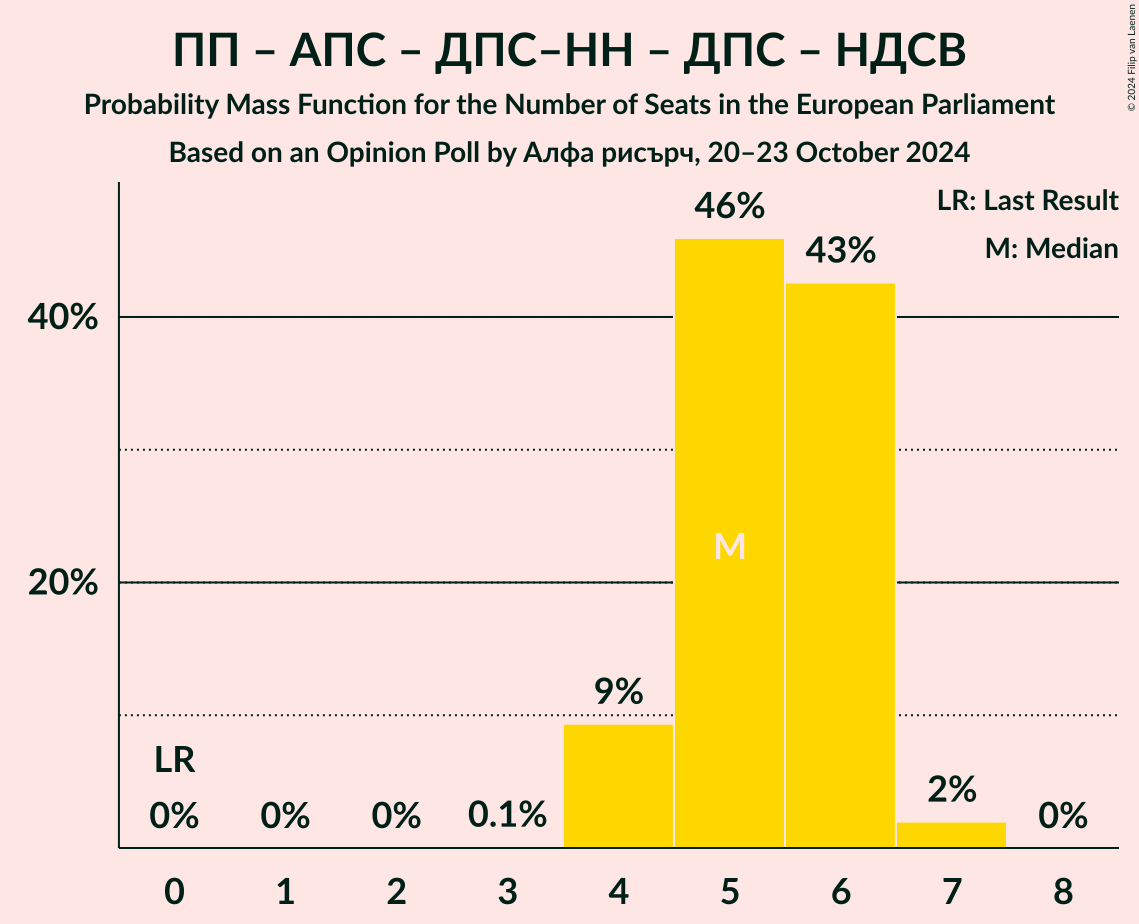 ПП – АПС – ДПС–НН – ДПС – НДСВ
Probability Mass Function for the Number of Seats in the European Parliament
Based on an Opinion Poll by Алфа рисърч, 20–23 October 2024
© 2024 Filip van Laenen
LR: Last Result
M: Median
46%
43%
40%
M
20%
9%
LR
0%
0%
0%
0.1%
2%
0%
0 1 2 3 4 5 6 7 8